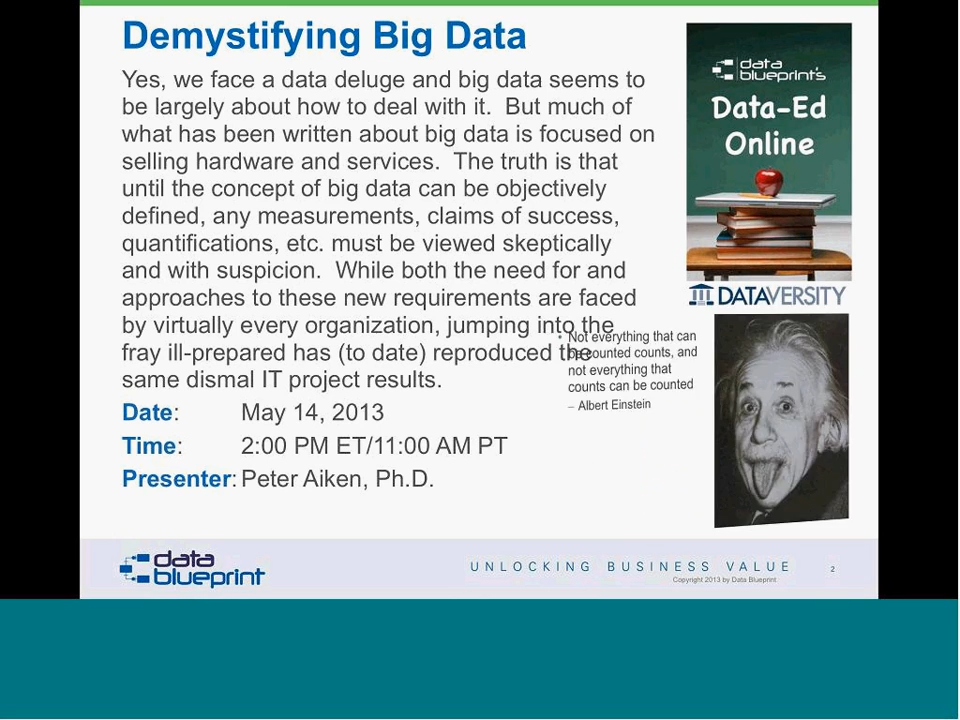 Demystifying Big Data
Yes, we face a data deluge and big data seems to
be largely about how to deal with it.  But much of
what has been written about big data is focused on
selling hardware and services.  The truth is that
until the concept of big data can be objectively
defined, any measurements, claims of success,
quantifications, etc. must be viewed skeptically
and with suspicion.  While both the need for and
approaches to these new requirements are faced
by virtually every organization, jumping into the
fray ill-prepared has (to date) reproduced the
same dismal IT project results.
Date: May 14, 2013
Time: 2:00 PM ET/11:00 AM PT
Presenter: Peter Aiken, Ph.D.
data
blueprint's
Data-Ed
Online
DATAVERSITY
• Not everything that can
be counted counts, and
not everything that
counts can be counted
– Albert Einstein
data
blueprint
UNLOCKING BUSINESS VALUE
Copyright 2013 by Data Blueprint
2